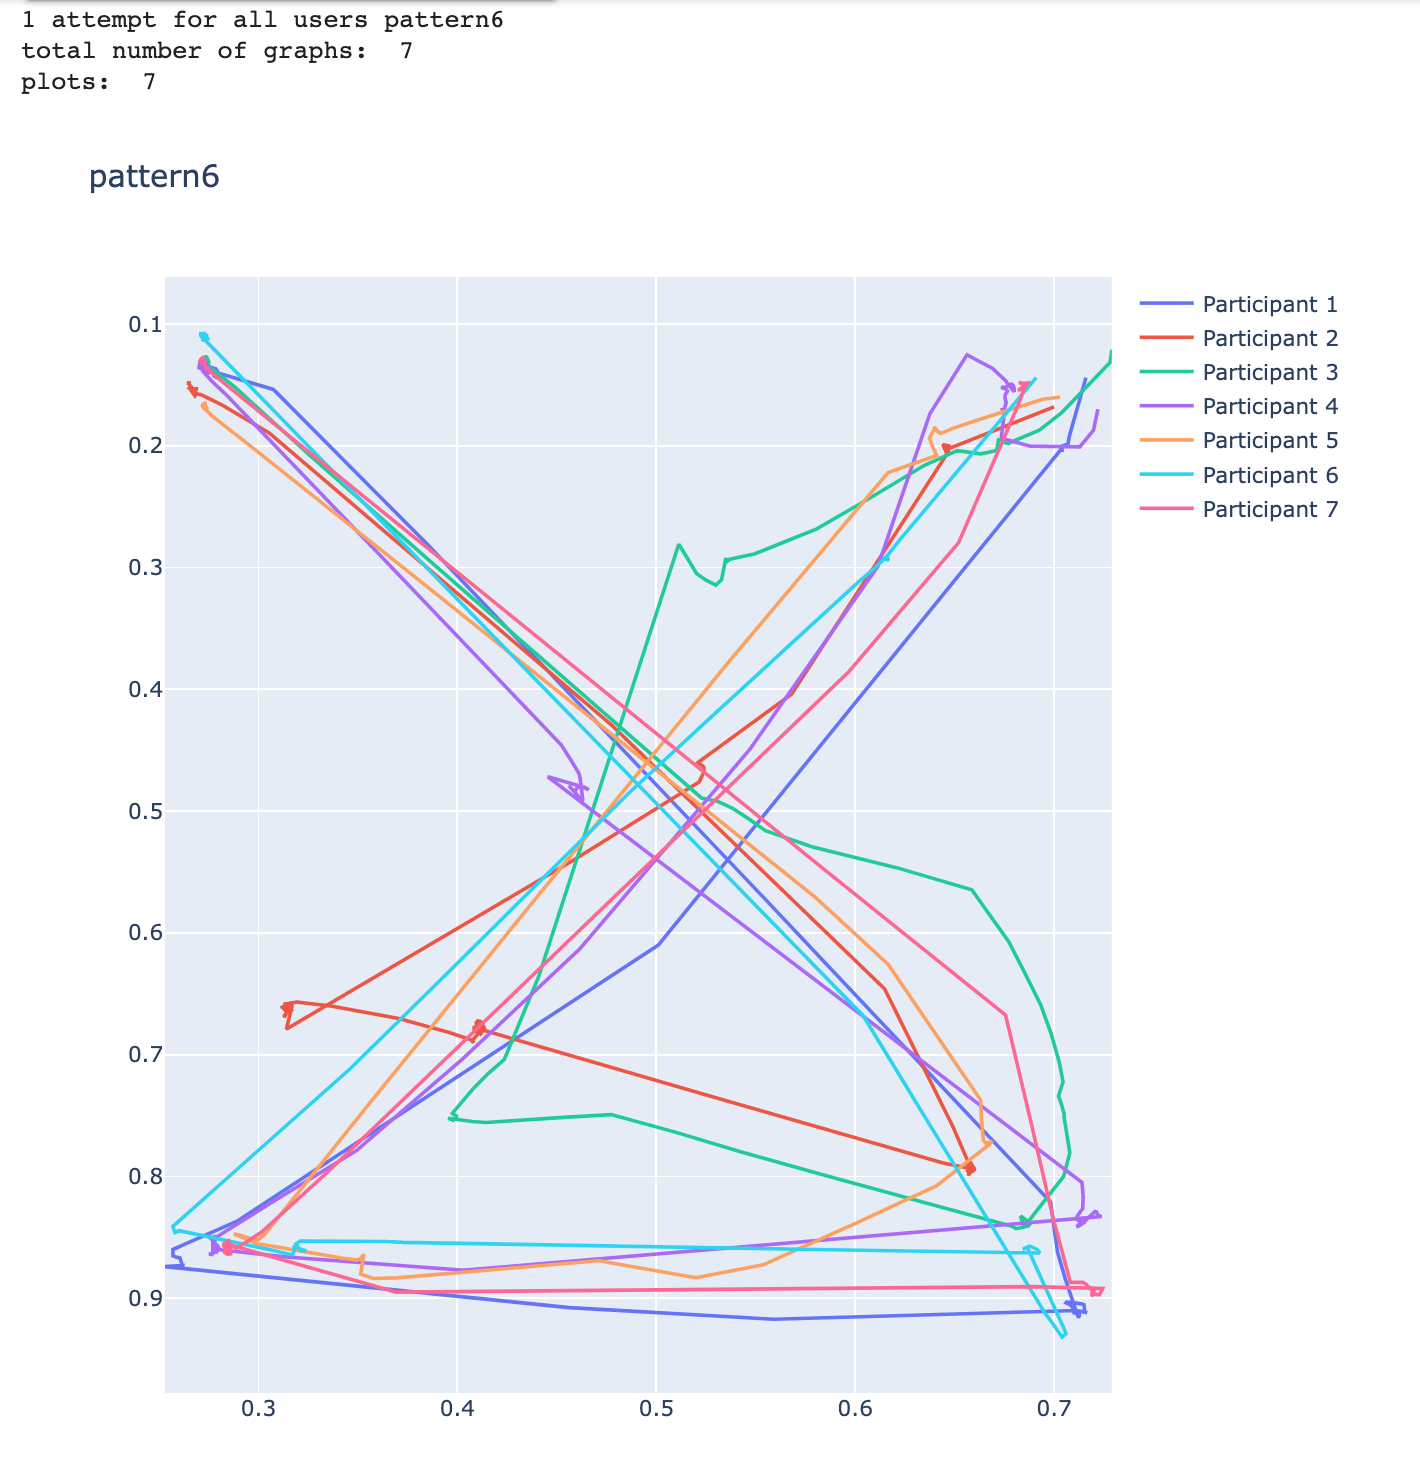 1 attempt for all users pattern6
total number of graphs:  7
plots:  7
pattern6
0.1
0.2
0.3
0.4
0.5
0.6
0.7
0.8
0.9
0.3
0.4
0.5
0.6
0.7
Participant 1
Participant 2
Participant 3
Participant 4
Participant 5
Participant 6
Participant 7